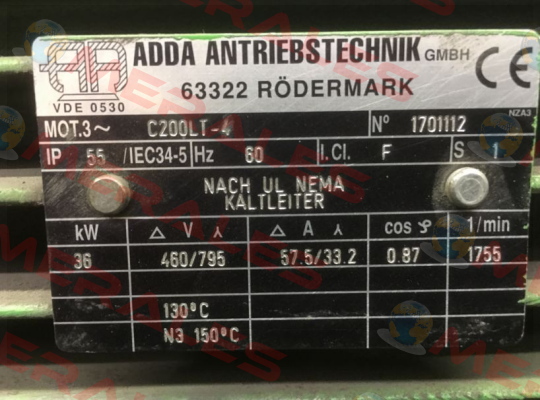 ADDA ANTRIEBSTECHNIK GMBH
63322 RÖDERMARK
VDE 0530
CE
NZA3
MOT.3~ C200LT-4 Nº 1701112
IP 55 /IEC34-5 Hz 60 I.Cl. F S 1
NACH UL NEMA
KALTLEITER
kW △ V Y △ A Y cos φ 1/min
36 460/795 57.5/33.2 0.87 1755
130°C
N3 150°C
MERALES